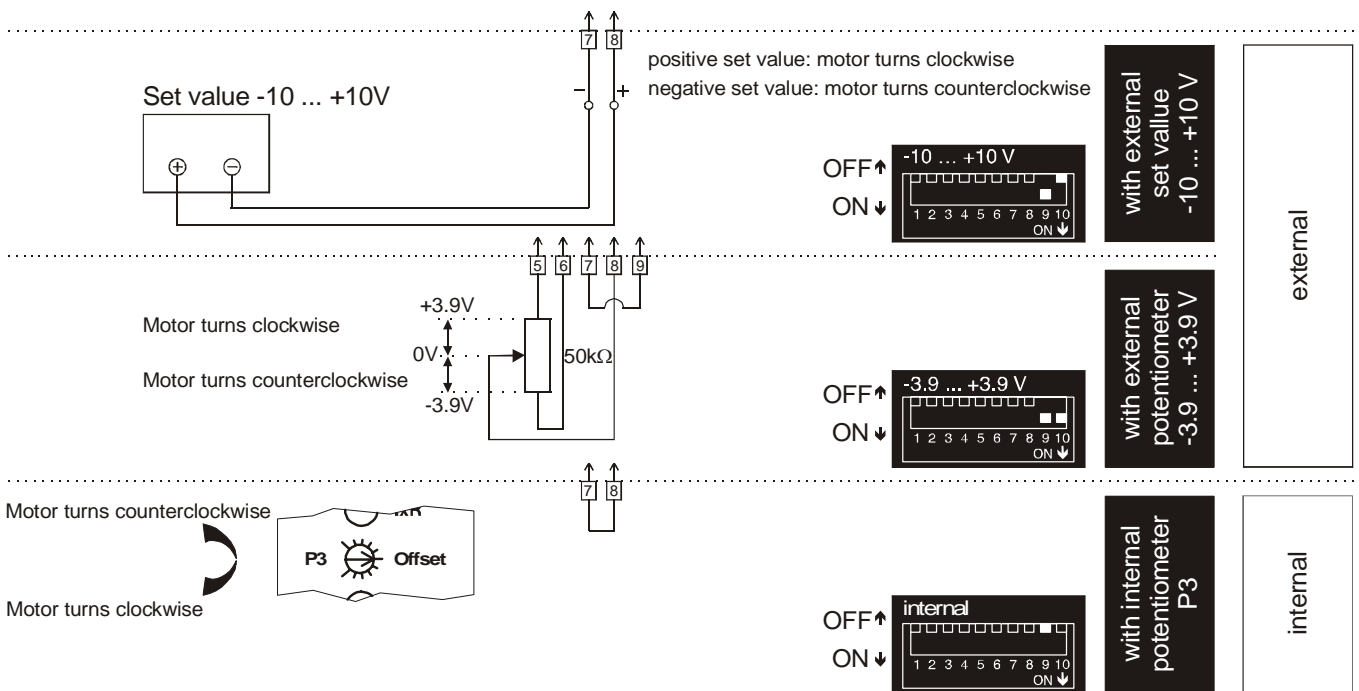 7 8
positive set value: motor turns clockwise
negative set value: motor turns counterclockwise
Set value -10 ... +10V
- +
+ −
OFF
ON
-10 ... +10 V
1 2 3 4 5 6 7 8 9 10
ON
with external
set vallue
-10 ... +10 V
external
5 6 7 8 9
+3.9V
Motor turns clockwise
0V
50kΩ
Motor turns counterclockwise
-3.9V
OFF
ON
-3.9 ... +3.9 V
1 2 3 4 5 6 7 8 9 10
ON
with external
potentiometer
-3.9 ... +3.9 V
7 8
Motor turns counterclockwise
P3 Offset
Motor turns clockwise
OFF
ON
internal
1 2 3 4 5 6 7 8 9 10
ON
with internal
potentiometer
P3
internal